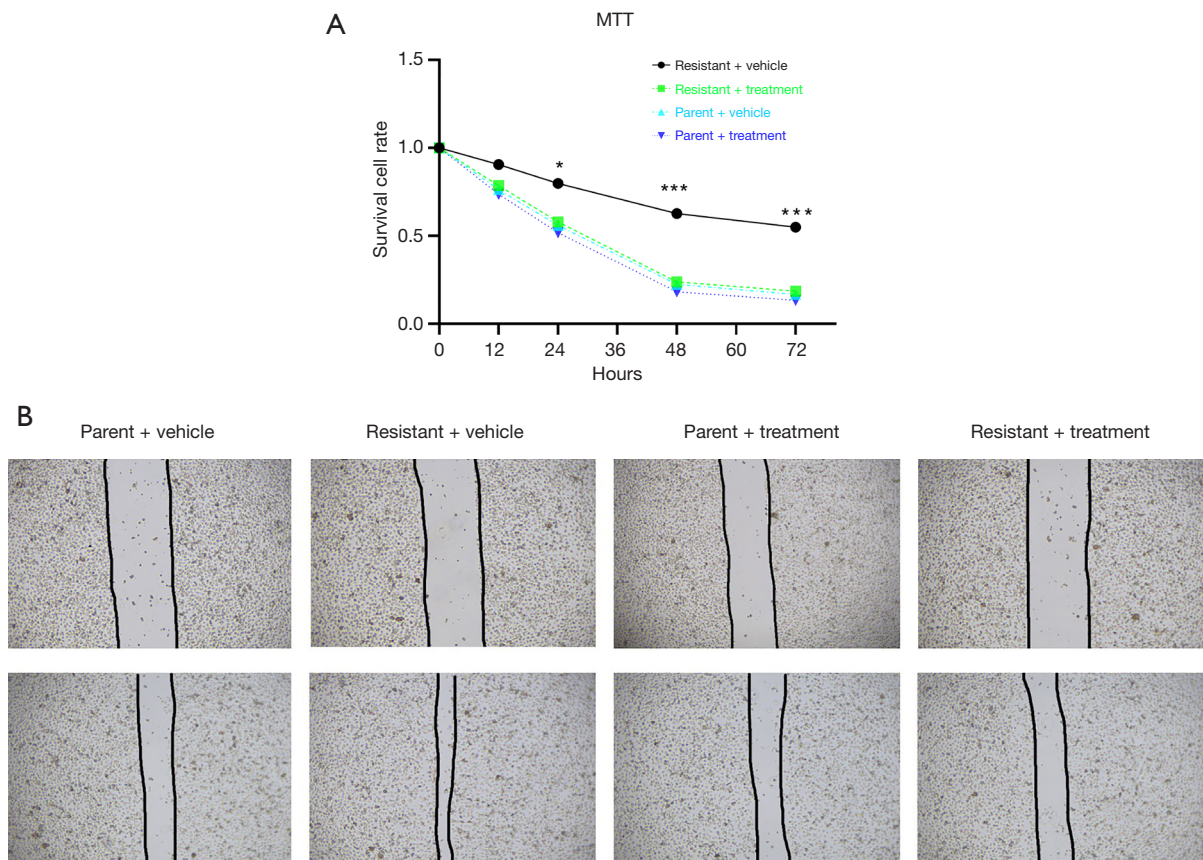 A
MTT
1.5
1.0
0.5
0.0
Survival cell rate
Resistant + vehicle
Resistant + treatment
Parent + vehicle
Parent + treatment
*
***
***
0 12 24 36 48 60 72
Hours
B
Parent + vehicle Resistant + vehicle Parent + treatment Resistant + treatment